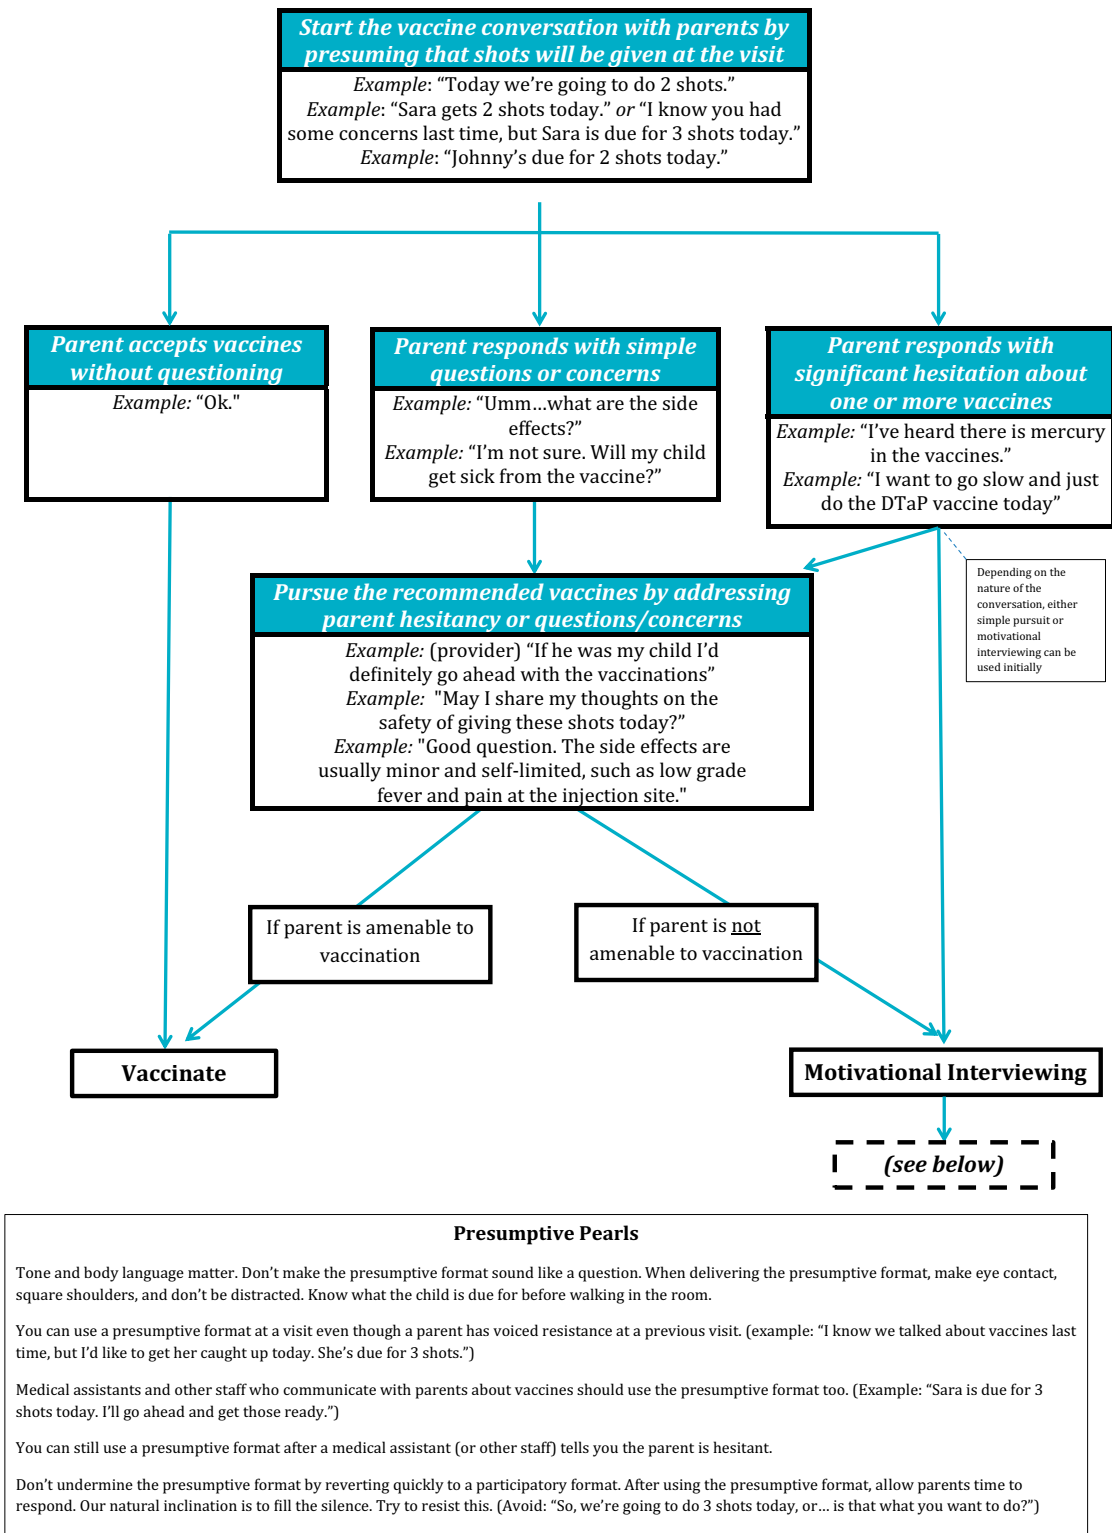 Start the vaccine conversation with parents by
presuming that shots will be given at the visit
Example: “Today we’re going to do 2 shots.”
Example: “Sara gets 2 shots today.” or “I know you had
some concerns last time, but Sara is due for 3 shots today.”
Example: “Johnny’s due for 2 shots today.”
Parent accepts vaccines
without questioning
Example: “Ok."
Parent responds with simple
questions or concerns
Example: “Umm…what are the side
effects?”
Example: “I’m not sure. Will my child
get sick from the vaccine?”
Parent responds with
significant hesitation about
one or more vaccines
Example: “I’ve heard there is mercury
in the vaccines.”
Example: “I want to go slow and just
do the DTaP vaccine today”
Depending on the
nature of the
conversation, either
simple pursuit or
motivational
interviewing can be
used initially
Pursue the recommended vaccines by addressing
parent hesitancy or questions/concerns
Example: (provider) “If he was my child I’d
definitely go ahead with the vaccinations”
Example: "May I share my thoughts on the
safety of giving these shots today?”
Example: "Good question. The side effects are
usually minor and self-limited, such as low grade
fever and pain at the injection site."
If parent is amenable to
vaccination
If parent is not
amenable to vaccination
Vaccinate
Motivational Interviewing
(see below)
Presumptive Pearls
Tone and body language matter. Don’t make the presumptive format sound like a question. When delivering the presumptive format, make eye contact,
square shoulders, and don’t be distracted. Know what the child is due for before walking in the room.
You can use a presumptive format at a visit even though a parent has voiced resistance at a previous visit. (example: “I know we talked about vaccines last
time, but I’d like to get her caught up today. She’s due for 3 shots.”)
Medical assistants and other staff who communicate with parents about vaccines should use the presumptive format too. (Example: “Sara is due for 3
shots today. I’ll go ahead and get those ready.”)
You can still use a presumptive format after a medical assistant (or other staff) tells you the parent is hesitant.
Don’t undermine the presumptive format by reverting quickly to a participatory format. After using the presumptive format, allow parents time to
respond. Our natural inclination is to fill the silence. Try to resist this. (Avoid: “So, we’re going to do 3 shots today, or… is that what you want to do?”)